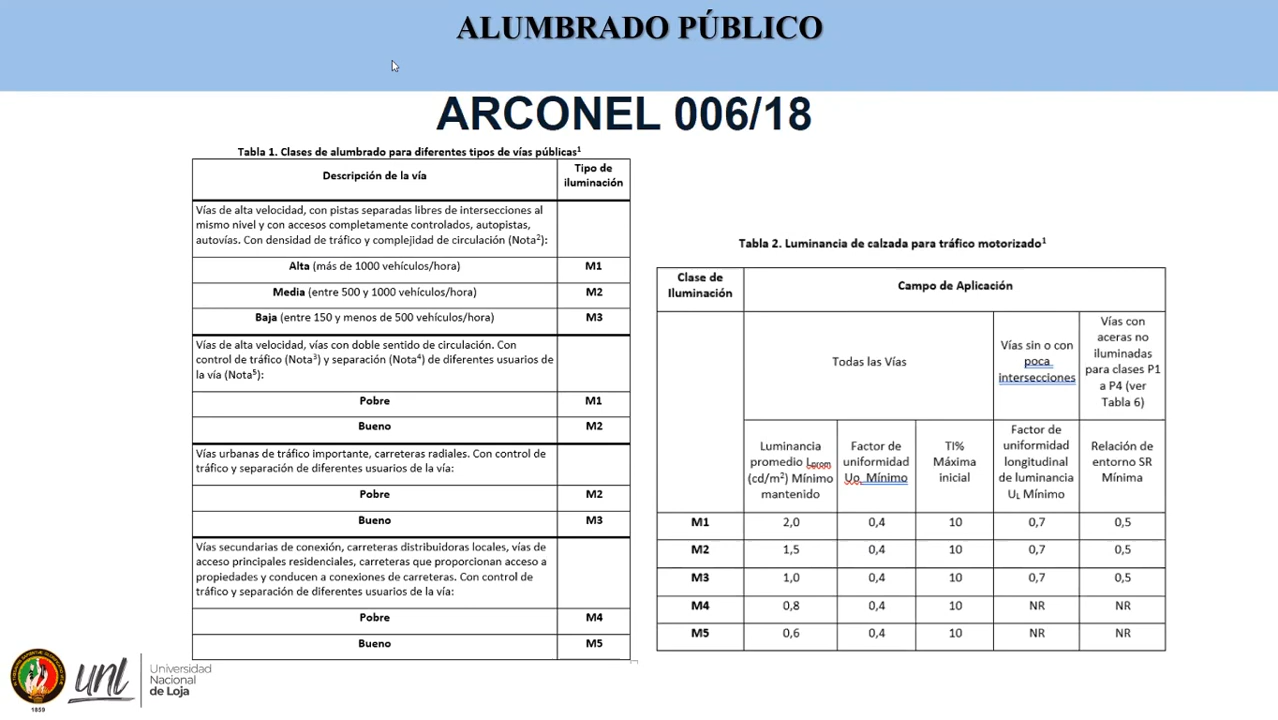 ALUMBRADO PÚBLICO
ARCONEL 006/18
Tabla 1. Clases de alumbrado para diferentes tipos de vías públicas¹
Descripción de la vía
Tipo de
iluminación
Vías de alta velocidad, con pistas separadas libres de intersecciones al
mismo nivel y con accesos completamente controlados, autopistas,
autovías. Con densidad de tráfico y complejidad de circulación (Nota²):
Alta (más de 1000 vehículos/hora) M1
Media (entre 500 y 1000 vehículos/hora) M2
Baja (entre 150 y menos de 500 vehículos/hora) M3
Vías de alta velocidad, vías con doble sentido de circulación. Con
control de tráfico (Nota³) y separación (Nota⁴) de diferentes usuarios de
la vía (Nota⁵):
Pobre M1
Bueno M2
Vías urbanas de tráfico importante, carreteras radiales. Con control de
tráfico y separación de diferentes usuarios de la vía:
Pobre M2
Bueno M3
Vías secundarias de conexión, carreteras distribuidoras locales, vías de
acceso principales residenciales, carreteras que proporcionan acceso a
propiedades y conducen a conexiones de carreteras. Con control de
tráfico y separación de diferentes usuarios de la vía:
Pobre M4
Bueno M5
Tabla 2. Luminancia de calzada para tráfico motorizado¹
Clase de
Iluminación
Campo de Aplicación
Todas las Vías
Vías sin o con
poca
intersecciones
Vías con
aceras no
iluminadas
para clases P1
a P4 (ver
Tabla 6)
Luminancia
promedio Lprom
(cd/m²) Mínimo
mantenido
Factor de
uniformidad
Uo. Mínimo
TI%
Máxima
inicial
Factor de
uniformidad
longitudinal
de luminancia
UL Mínimo
Relación de
entorno SR
Mínima
M1 2,0 0,4 10 0,7 0,5
M2 1,5 0,4 10 0,7 0,5
M3 1,0 0,4 10 0,7 0,5
M4 0,8 0,4 10 NR NR
M5 0,6 0,4 10 NR NR
1859
unl
Universidad
Nacional
de Loja